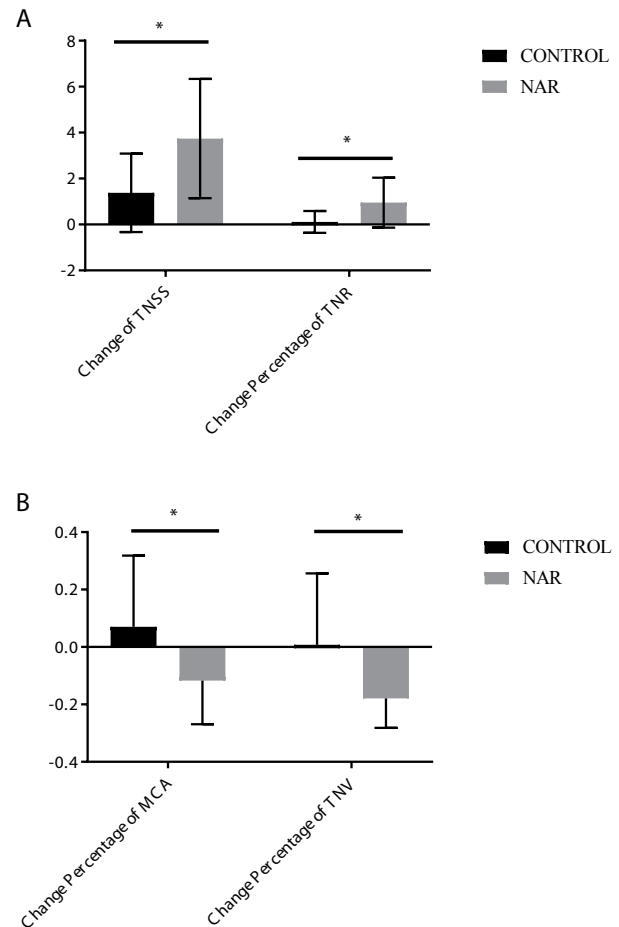 A
8
6
4
2
0
-2
*
*
CONTROL
NAR
Change of TNSS
Change Percentage of TNR
B
0.4
0.2
0.0
-0.2
-0.4
*
*
CONTROL
NAR
Change Percentage of MCA
Change Percentage of TNV